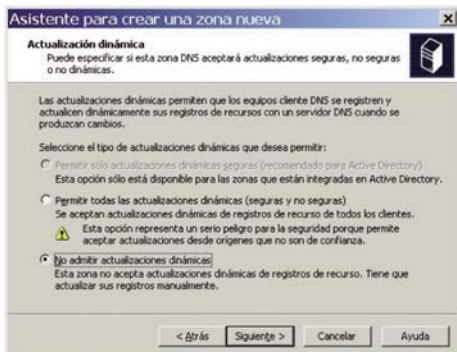 Asistente para crear una zona nueva
Actualización dinámica
Puede especificar si esta zona DNS aceptará actualizaciones seguras, no seguras
o no dinámicas.
Las actualizaciones dinámicas permiten que los equipos cliente DNS se registren y
actualicen dinámicamente sus registros de recursos con un servidor DNS cuando se
produzcan cambios.
Seleccione el tipo de actualizaciones dinámicas que desea permitir:
Permitir sólo actualizaciones dinámicas seguras (recomendado para Active Directory)
Esta opción sólo está disponible para las zonas que están integradas en Active Directory.
Permitir todas las actualizaciones dinámicas (seguras y no seguras)
Se aceptan actualizaciones dinámicas de registros de recurso de todos los clientes.
Esta opción representa un serio peligro para la seguridad porque permite
aceptar actualizaciones desde orígenes que no son de confianza.
No admitir actualizaciones dinámicas
Esta zona no acepta actualizaciones dinámicas de registros de recurso. Tiene que
actualizar sus registros manualmente.
< Atrás Siguiente > Cancelar Ayuda